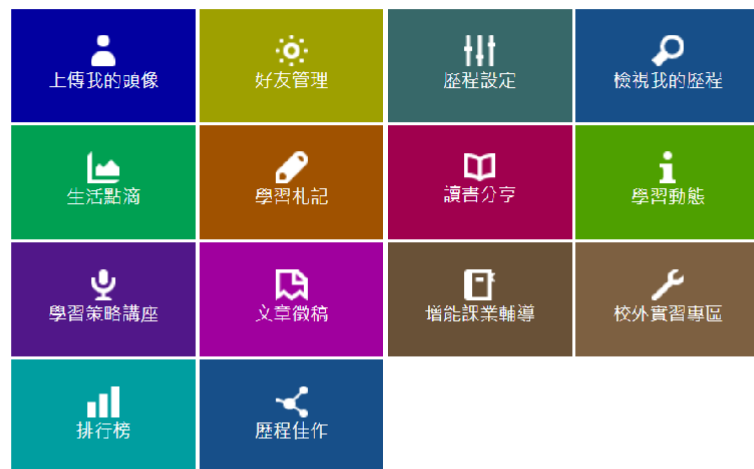 上傳我的頭像
好友管理
歷程設定
檢視我的歷程
生活點滴
學習札記
讀書分享
學習動態
學習策略講座
文章徵稿
增能課業輔導
校外實習專區
排行榜
歷程佳作